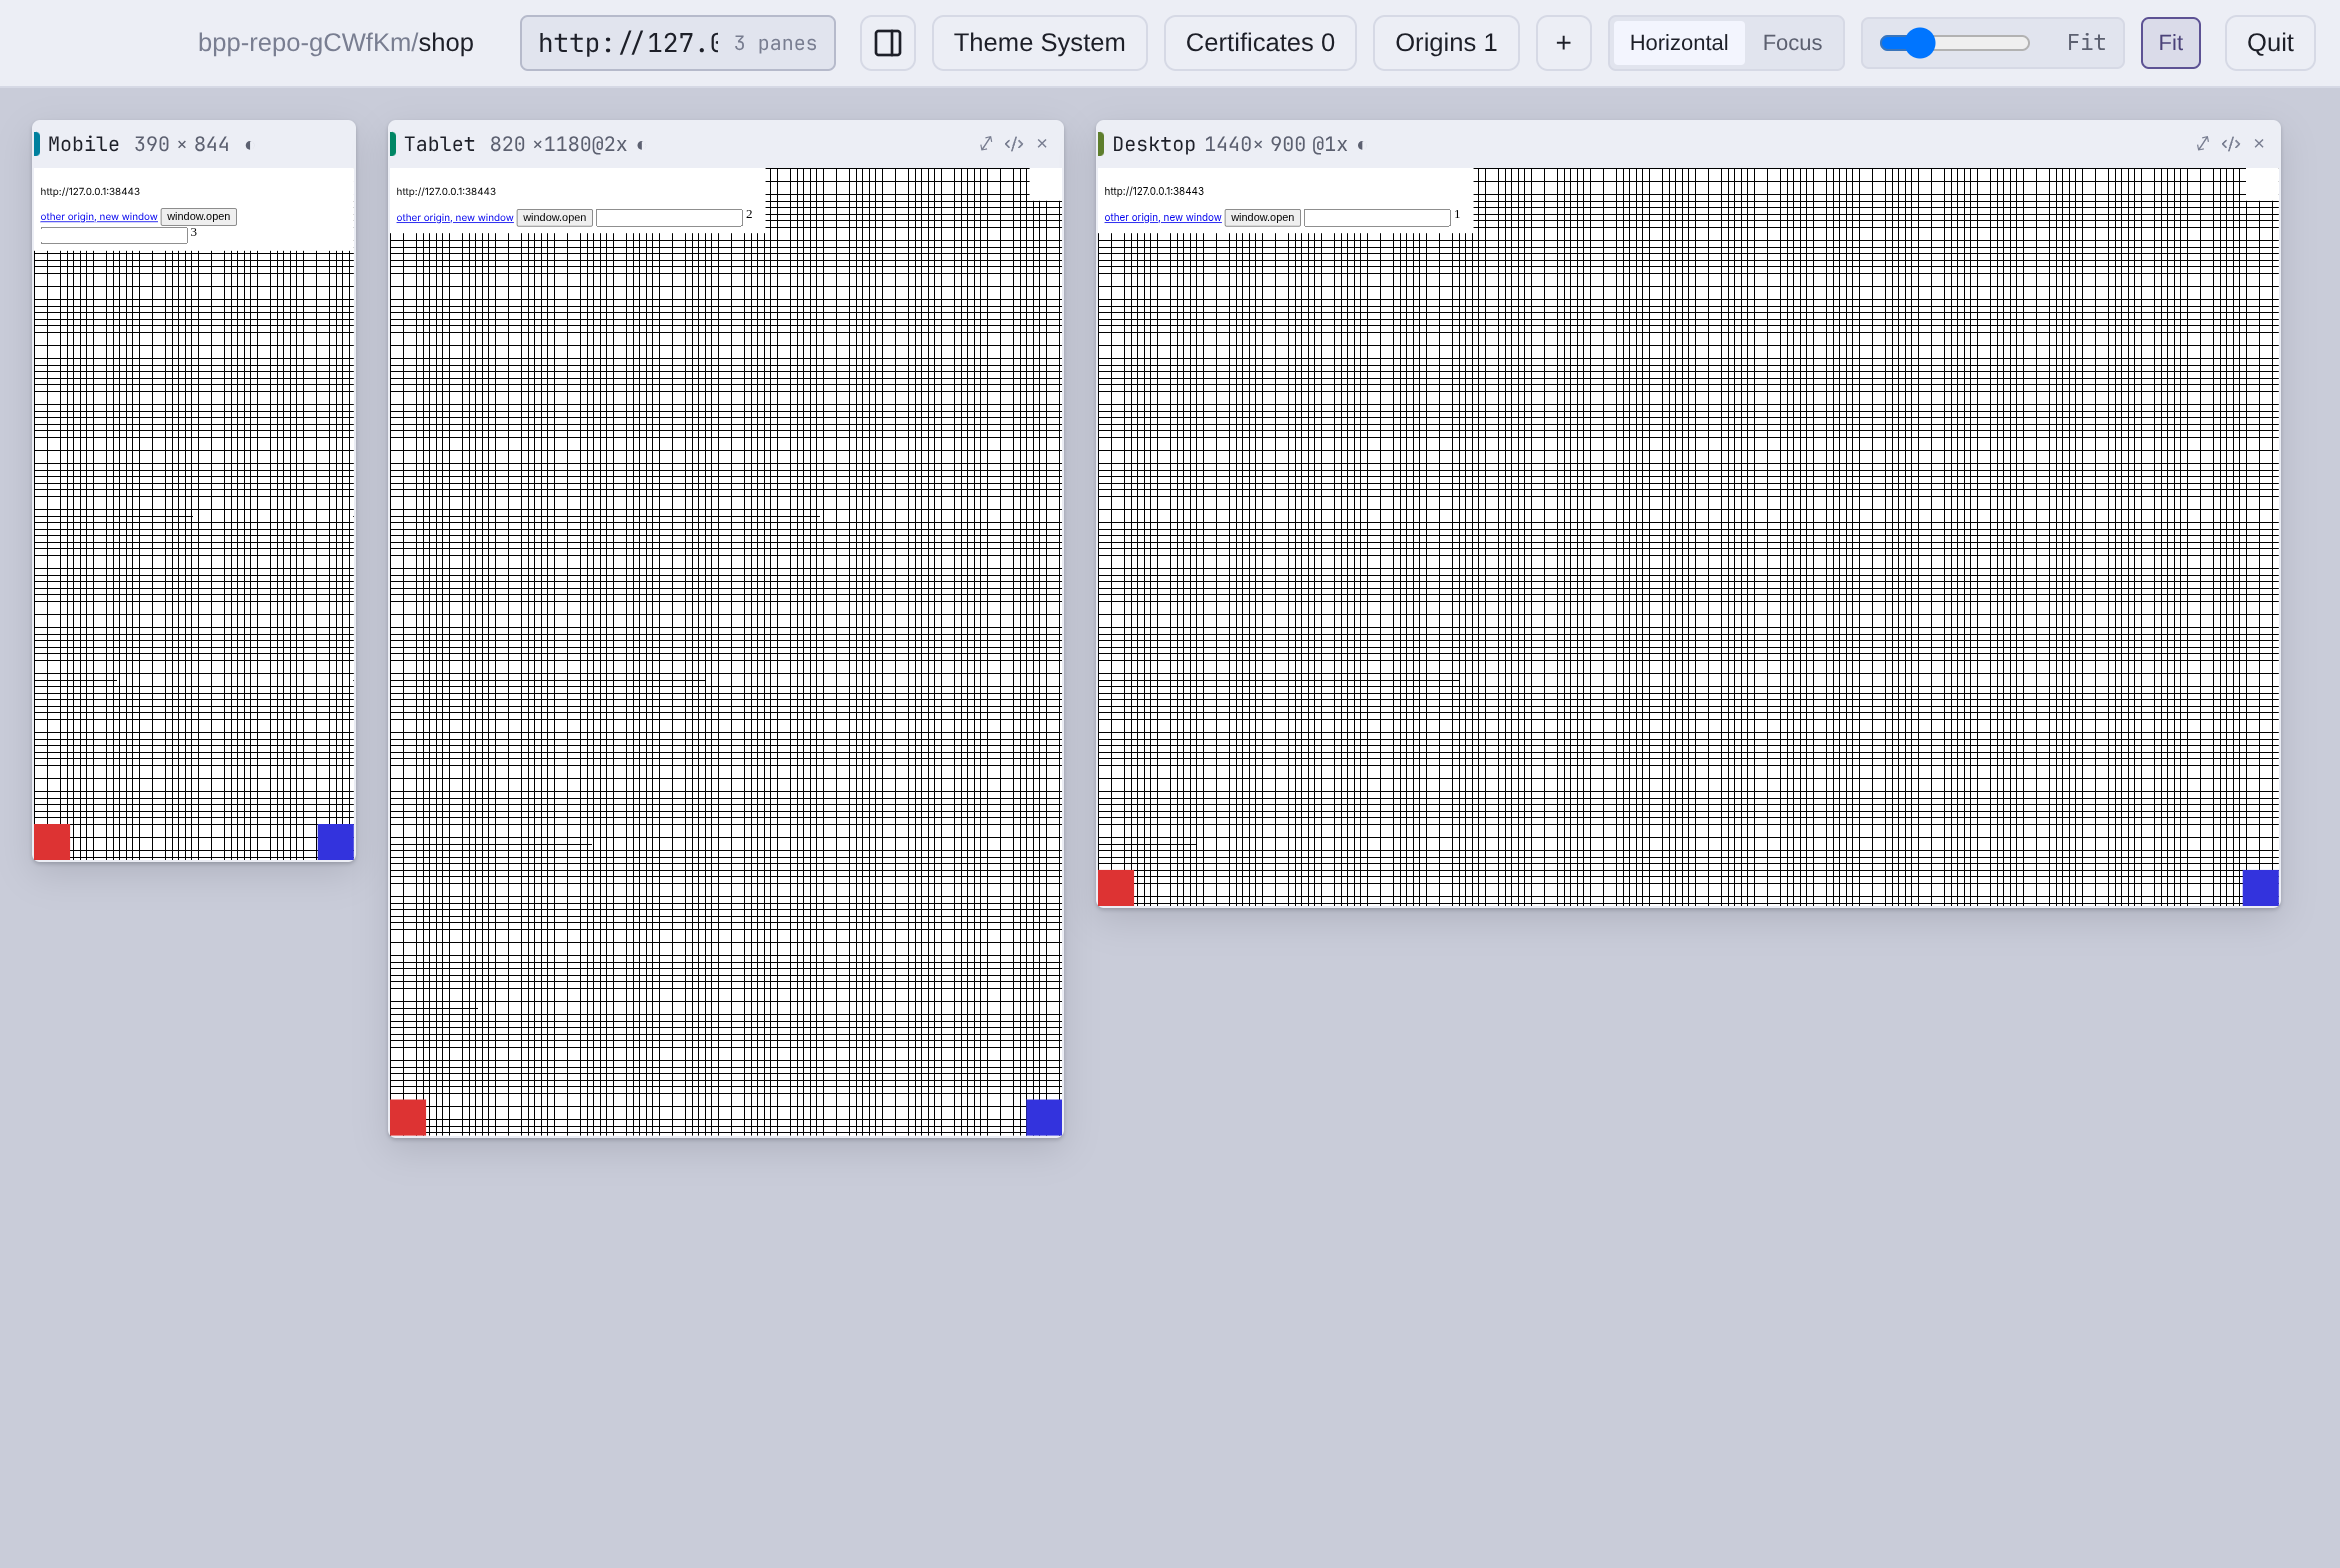 bpp-repo-gCWfKm/shop
http://127.0 3 panes
Theme System
Certificates 0
Origins 1
+
Horizontal Focus
Fit
Fit
Quit
Mobile 390 × 844
http://127.0.0.1:38443
other origin, new window window.open
3
Tablet 820 ×1180@2x
http://127.0.0.1:38443
other origin, new window window.open 2
Desktop 1440× 900 @1x
http://127.0.0.1:38443
other origin, new window window.open 1